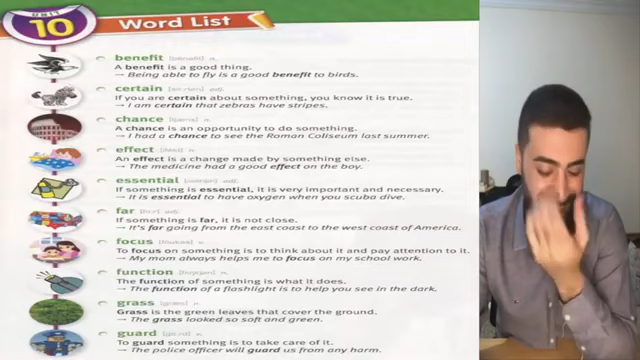 UNIT
10
Word List
benefit n.
A benefit is a good thing.
→ Being able to fly is a good benefit to birds.
certain adj.
If you are certain about something, you know it is true.
→ I am certain that zebras have stripes.
chance n.
A chance is an opportunity to do something.
→ I had a chance to see the Roman Coliseum last summer.
effect n.
An effect is a change made by something else.
→ The medicine had a good effect on the boy.
essential adj.
If something is essential, it is very important and necessary.
→ It is essential to have oxygen when you scuba dive.
far adj.
If something is far, it is not close.
→ It's far going from the east coast to the west coast of America.
focus v.
To focus on something is to think about it and pay attention to it.
→ My mom always helps me to focus on my school work.
function n.
The function of something is what it does.
→ The function of a flashlight is to help you see in the dark.
grass n.
Grass is the green leaves that cover the ground.
→ The grass looked so soft and green.
guard v.
To guard something is to take care of it.
→ The police officer will guard us from any harm.